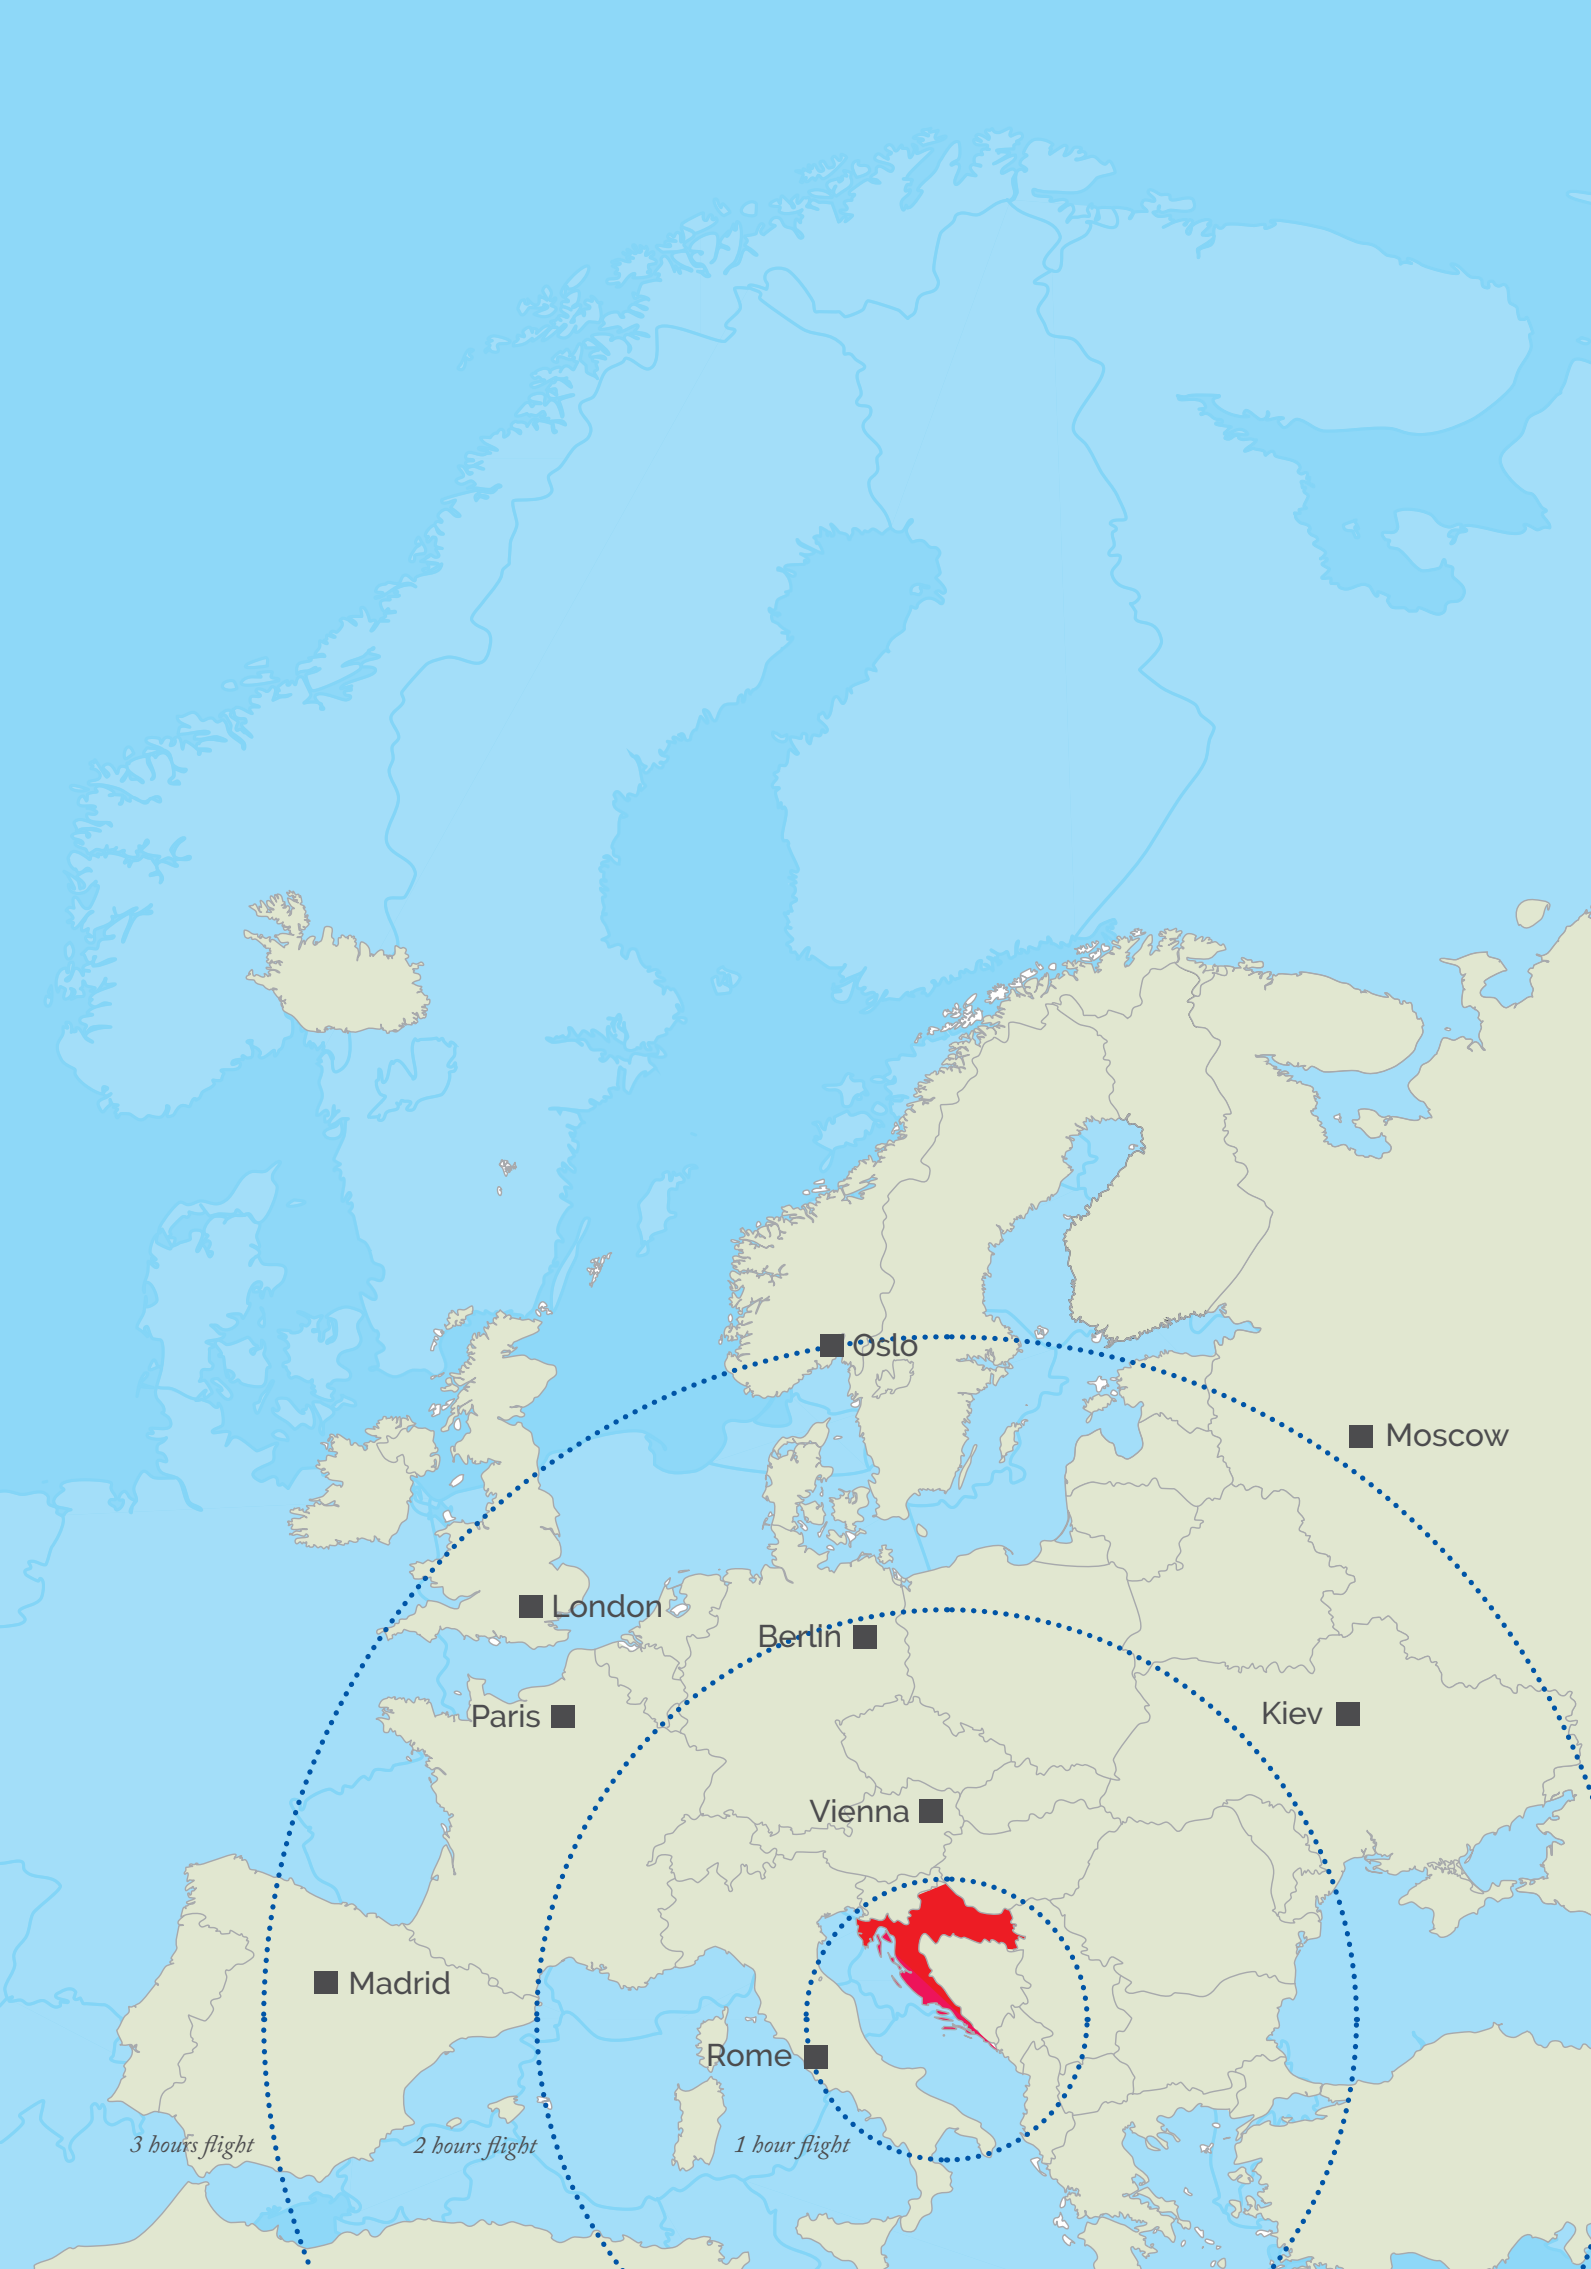 Oslo
Moscow
London
Berlin
Paris
Kiev
Vienna
Madrid
Rome
3 hours flight
2 hours flight
1 hour flight